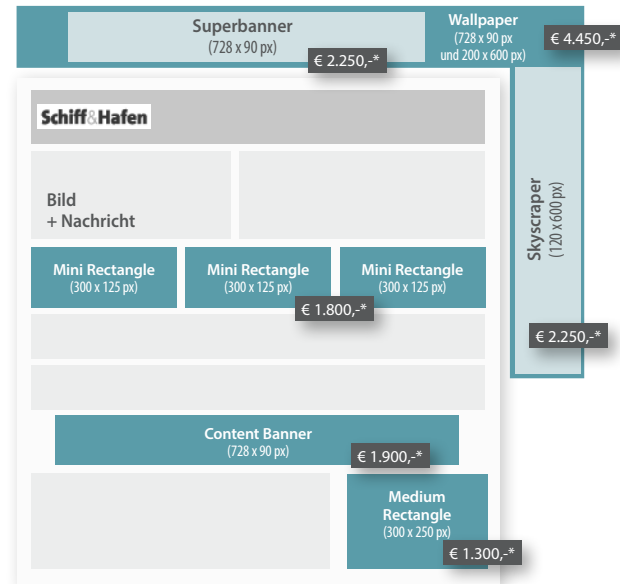 Superbanner
(728 x 90 px)
€ 2.250,-*
Wallpaper
(728 x 90 px
und 200 x 600 px)
€ 4.450,-*
Schiff&Hafen
Skyscraper
(120 x 600 px)
€ 2.250,-*
Bild
+ Nachricht
Mini Rectangle
(300 x 125 px)
Mini Rectangle
(300 x 125 px)
Mini Rectangle
(300 x 125 px)
€ 1.800,-*
Content Banner
(728 x 90 px)
€ 1.900,-*
Medium
Rectangle
(300 x 250 px)
€ 1.300,-*